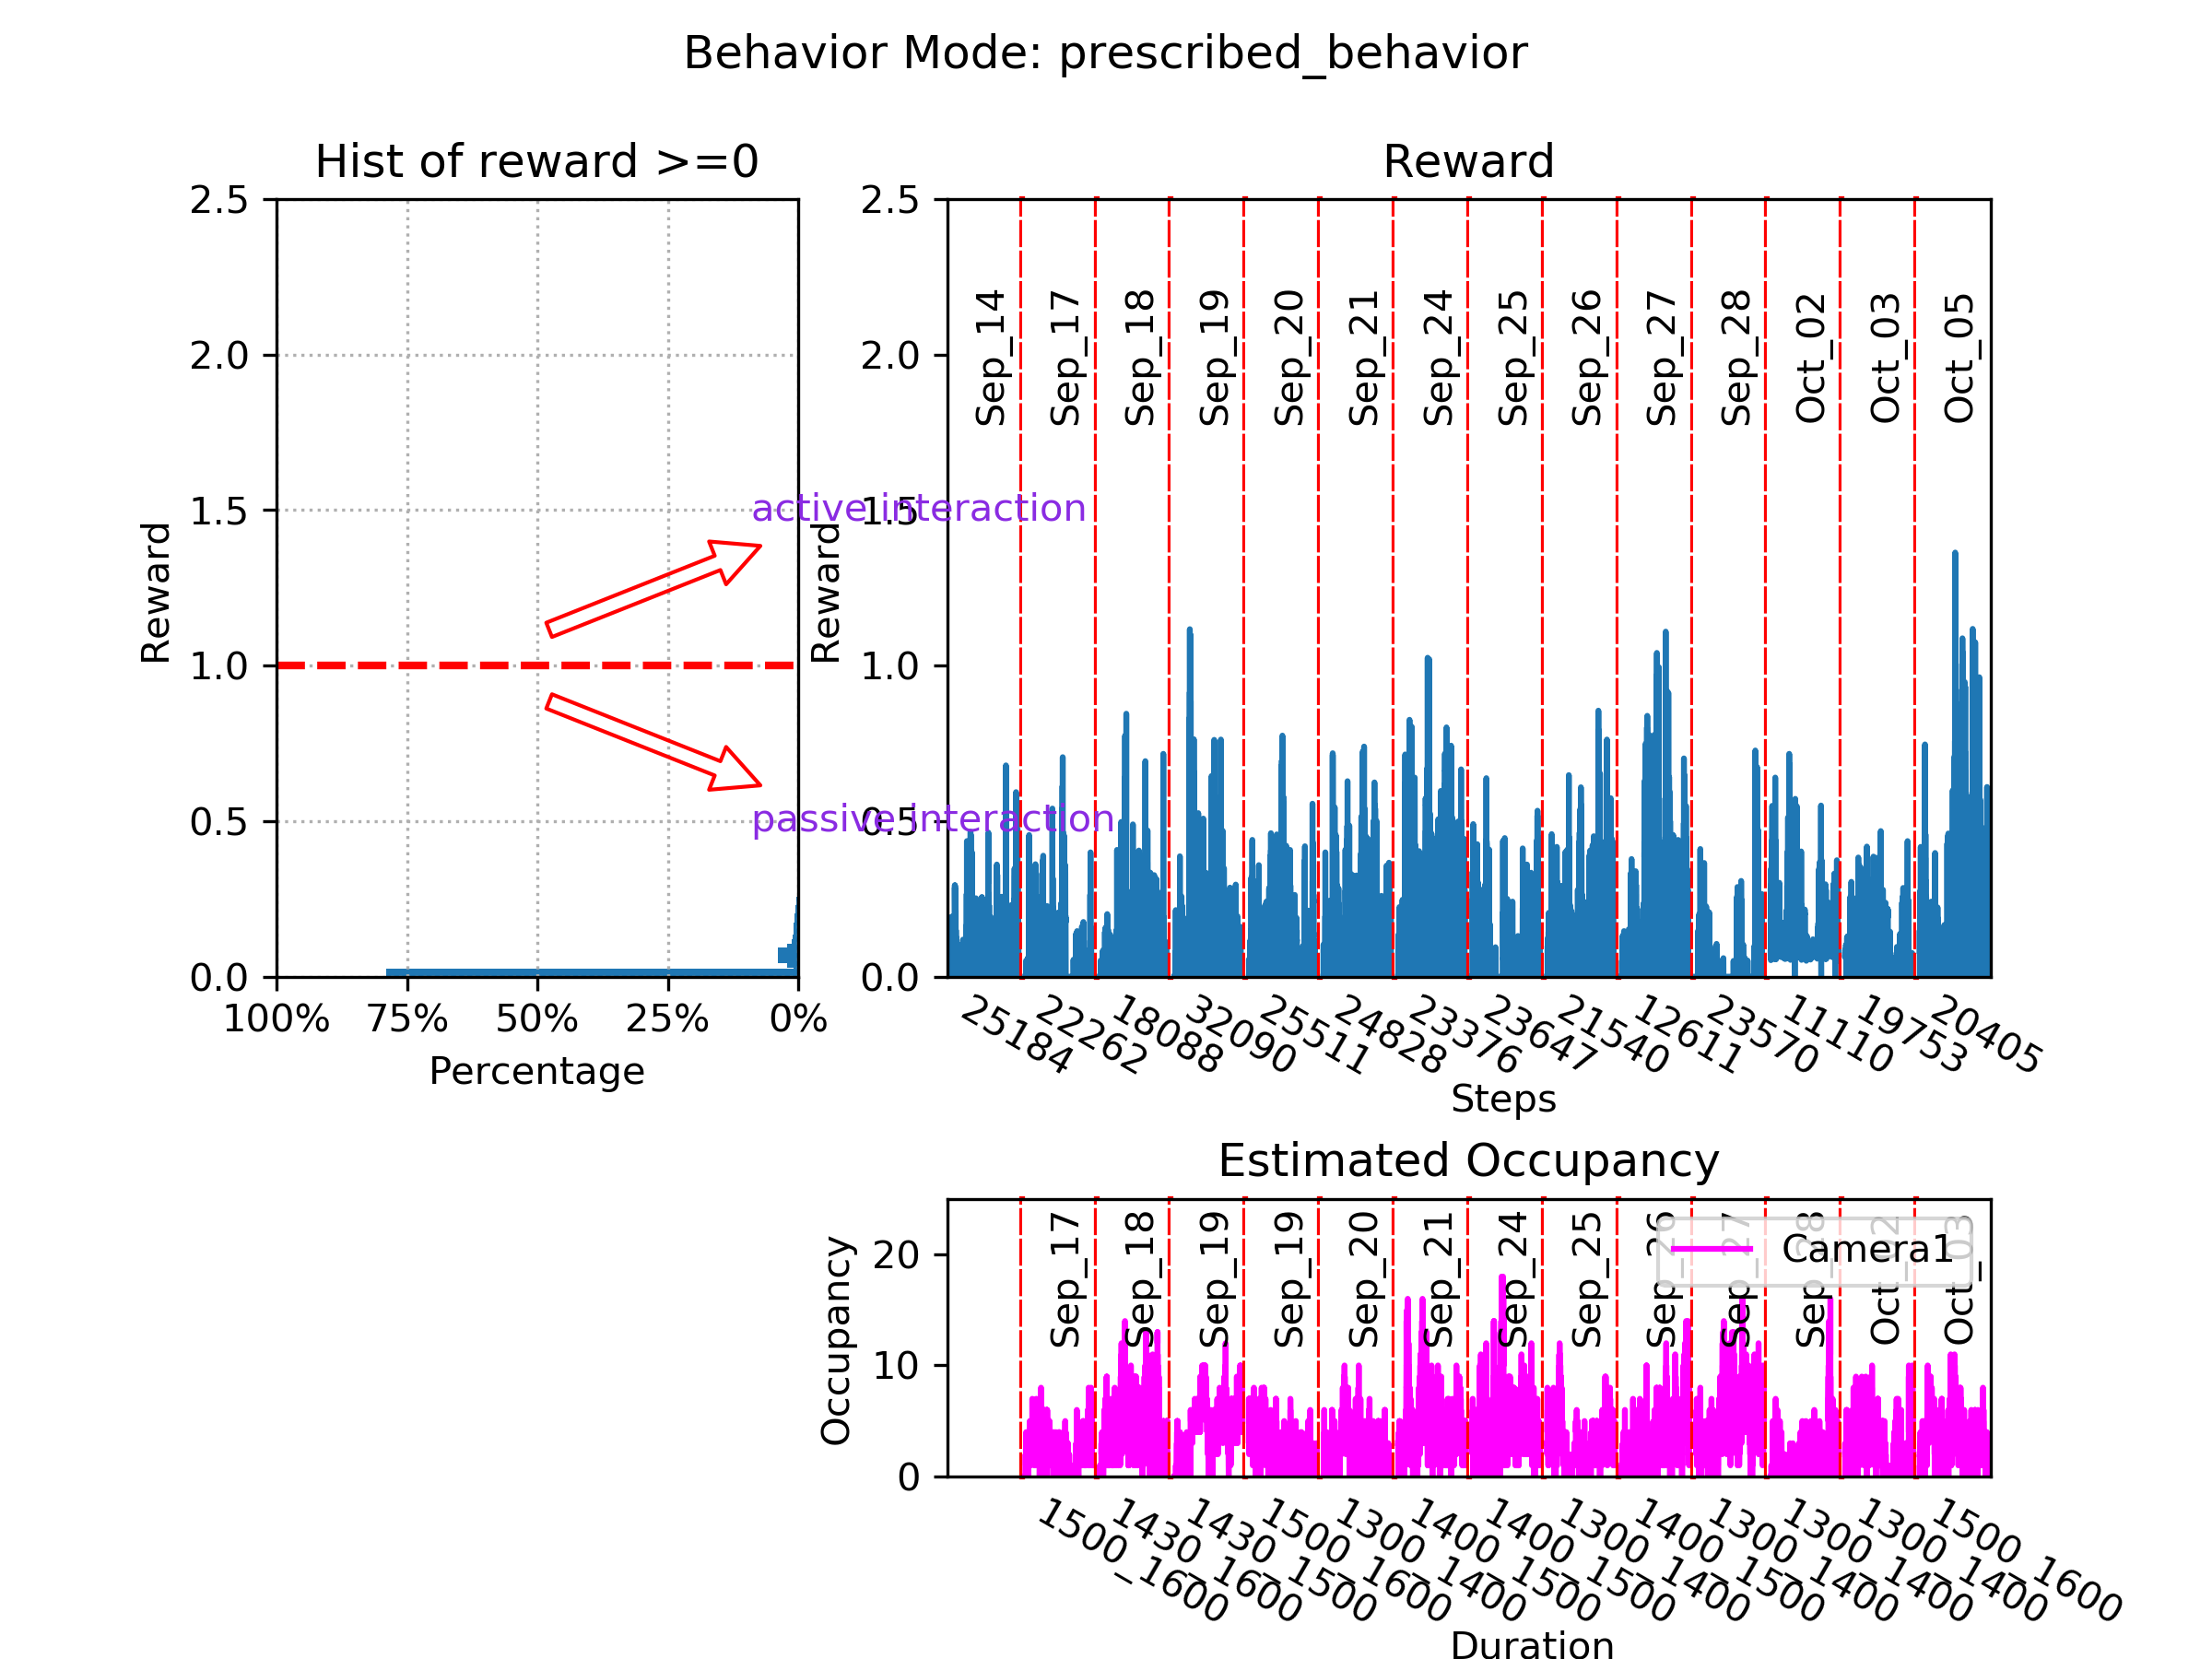 Behavior Mode: prescribed_behavior
Hist of reward >=0
2.5
2.0
1.5
1.0
0.5
0.0
Reward
100% 75% 50% 25% 0%
Percentage
active interaction
passive interaction
Reward
2.5
2.0
1.5
1.0
0.5
0.0
Reward
Sep_14 Sep_17 Sep_18 Sep_19 Sep_20 Sep_21 Sep_24 Sep_25 Sep_26 Sep_27 Sep_28 Oct_02 Oct_03 Oct_05
25184 22262 18088 32090 25511 24828 23376 23647 21540 12611 23570 11110 19753 20405
Steps
Estimated Occupancy
20
10
0
Occupancy
Sep_17 Sep_18 Sep_19 Sep_19 Sep_20 Sep_21 Sep_24 Sep_25 Sep_26 Sep_27 Sep_28 Oct_02 Oct_03
Camera1
1500_1600 1430_1600 1430_1500 1500_1600 1300_1400 1400_1500 1400_1500 1300_1400 1400_1500 1300_1400 1300_1400 1300_1400 1500_1600
Duration